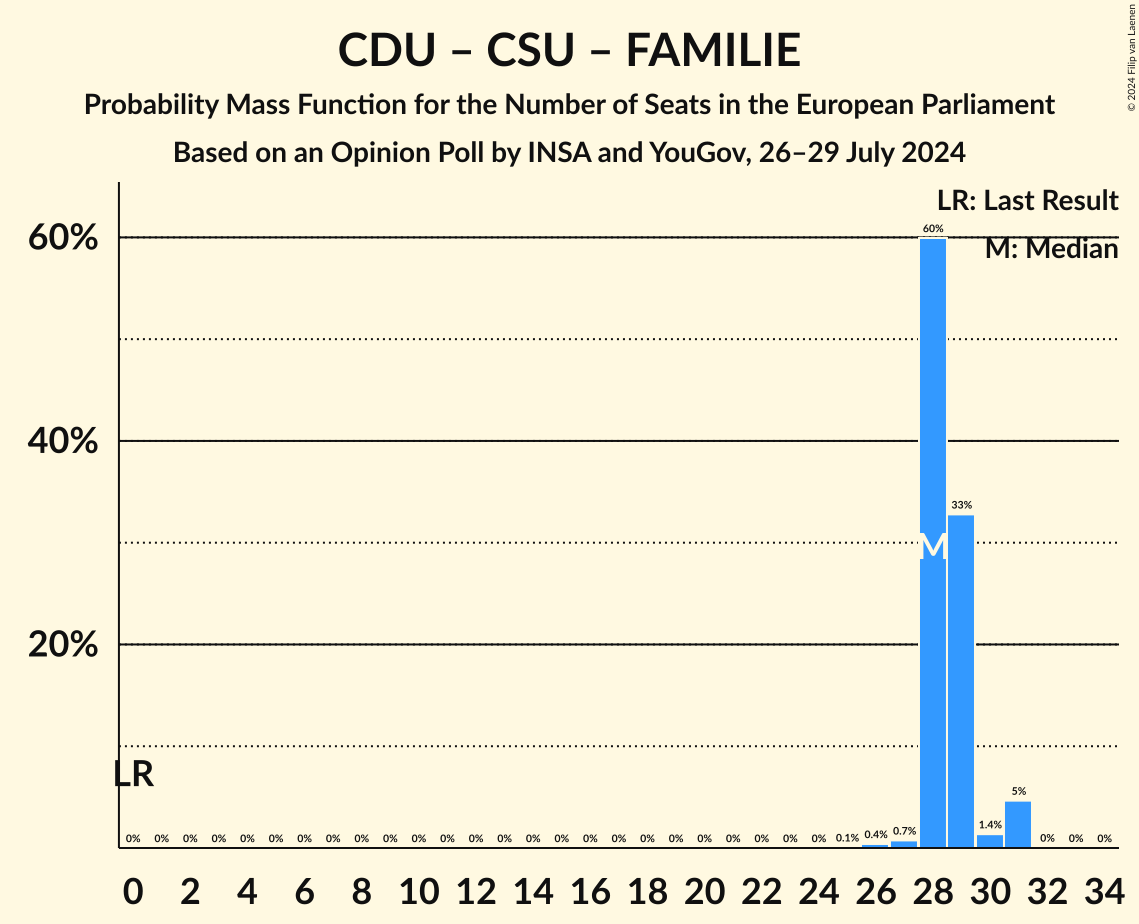 CDU – CSU – FAMILIE
Probability Mass Function for the Number of Seats in the European Parliament
Based on an Opinion Poll by INSA and YouGov, 26–29 July 2024
© 2024 Filip van Laenen
LR: Last Result
M: Median
60%
40%
20%
60%
33%
M
LR
0% 0% 0% 0% 0% 0% 0% 0% 0% 0% 0% 0% 0% 0% 0% 0% 0% 0% 0% 0% 0% 0% 0% 0% 0% 0.1% 0.4% 0.7% 1.4% 5% 0% 0% 0%
0 2 4 6 8 10 12 14 16 18 20 22 24 26 28 30 32 34